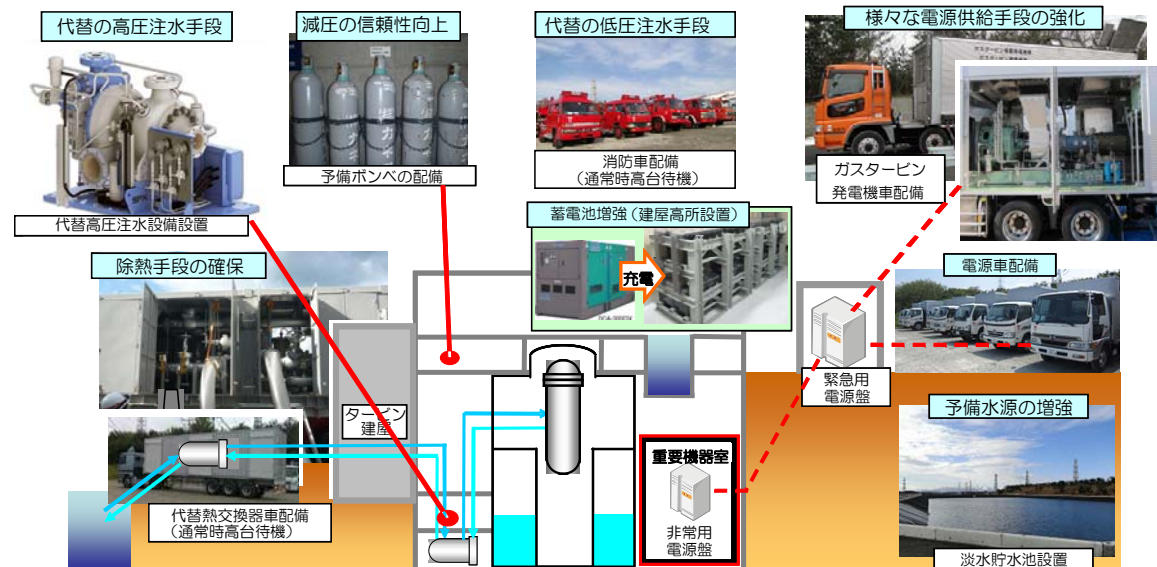 代替の高圧注水手段
減圧の信頼性向上
代替の低圧注水手段
様々な電源供給手段の強化
代替高圧注水設備設置
予備ボンベの配備
消防車配備
(通常時高台待機)
ガスタービン
発電機車配備
蓄電池増強(建屋高所設置)
充電
除熱手段の確保
電源車配備
タービン
建屋
緊急用
電源盤
予備水源の増強
重要機器室
非常用
電源盤
代替熱交換器車配備
(通常時高台待機)
淡水貯水池設置